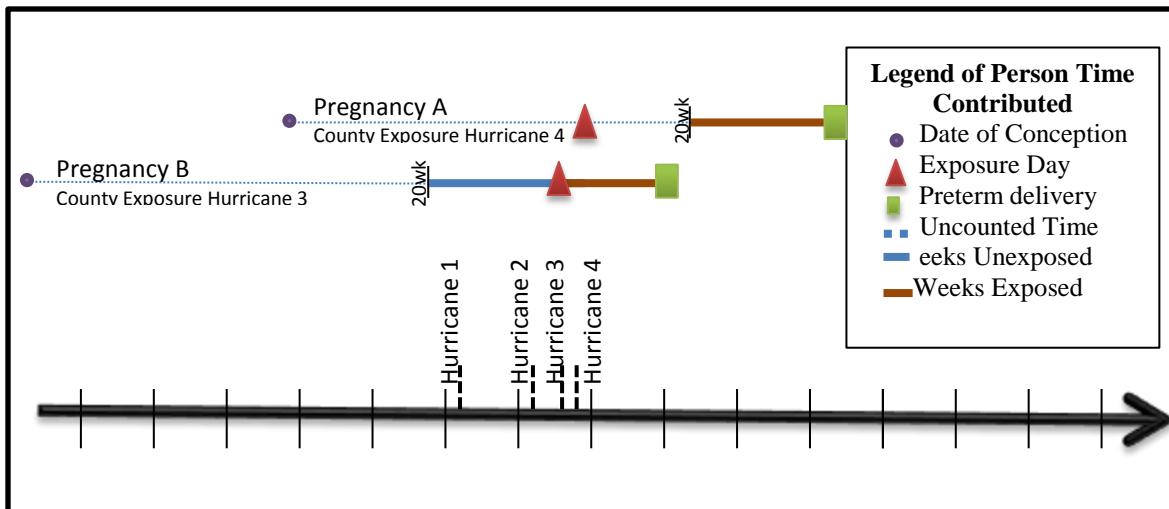 Pregnancy A
County Exposure Hurricane 4
20wk
Pregnancy B
County Exposure Hurricane 3
20wk
Hurricane 1
Hurricane 2
Hurricane 3
Hurricane 4
Legend of Person Time
Contributed
Date of Conception
Exposure Day
Preterm delivery
Uncounted Time
eeks Unexposed
Weeks Exposed